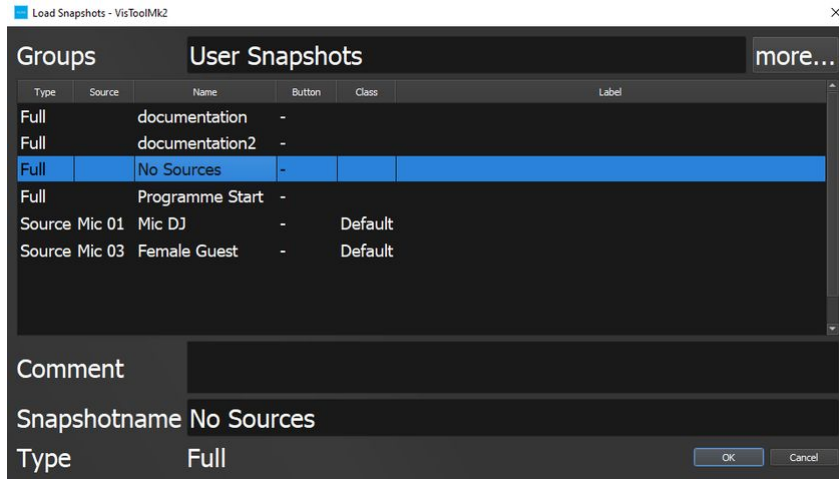 Load Snapshots - VisToolMk2
Groups User Snapshots more...
Type Source Name Button Class Label
Full documentation -
Full documentation2 -
Full No Sources -
Full Programme Start -
Source Mic 01 Mic DJ - Default
Source Mic 03 Female Guest - Default
Comment
Snapshotname No Sources
Type Full OK Cancel